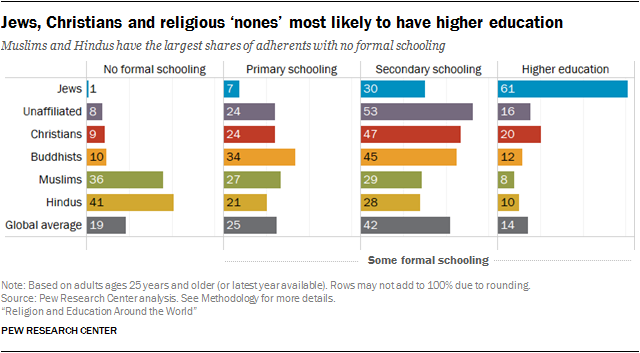 Jews, Christians and religious ‘nones’ most likely to have higher education
Muslims and Hindus have the largest shares of adherents with no formal schooling
No formal schooling Primary schooling Secondary schooling Higher education
Jews 1 7 30 61
Unaffiliated 8 24 53 16
Christians 9 24 47 20
Buddhists 10 34 45 12
Muslims 36 27 29 8
Hindus 41 21 28 10
Global average 19 25 42 14
Some formal schooling
Note: Based on adults ages 25 years and older (or latest year available). Rows may not add to 100% due to rounding.
Source: Pew Research Center analysis. See Methodology for more details.
“Religion and Education Around the World”
PEW RESEARCH CENTER